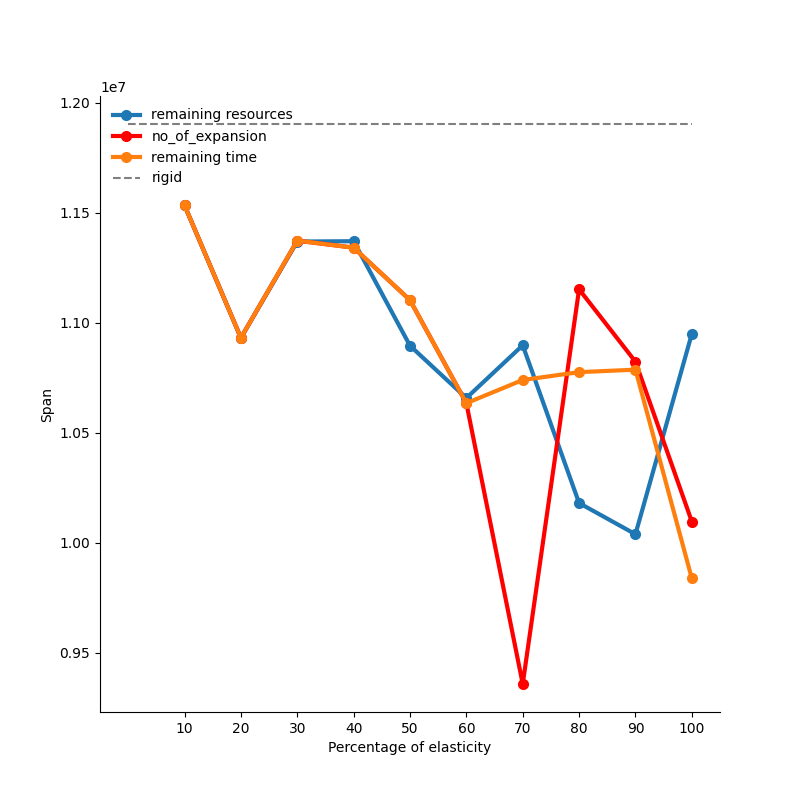 1e7
1.20
1.15
1.10
1.05
1.00
0.95
Span
remaining resources
no_of_expansion
remaining time
rigid
10 20 30 40 50 60 70 80 90 100
Percentage of elasticity